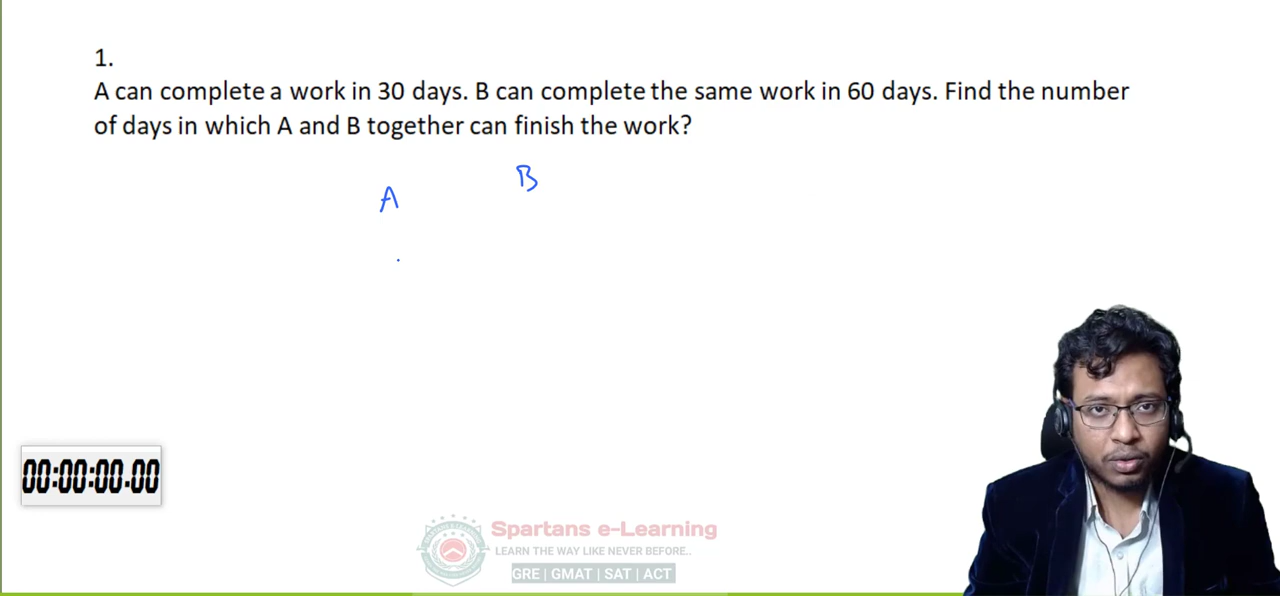 1.
A can complete a work in 30 days. B can complete the same work in 60 days. Find the number
of days in which A and B together can finish the work?
A
B
00:00:00.00
Spartans e-Learning
LEARN THE WAY LIKE NEVER BEFORE..
GRE | GMAT | SAT | ACT